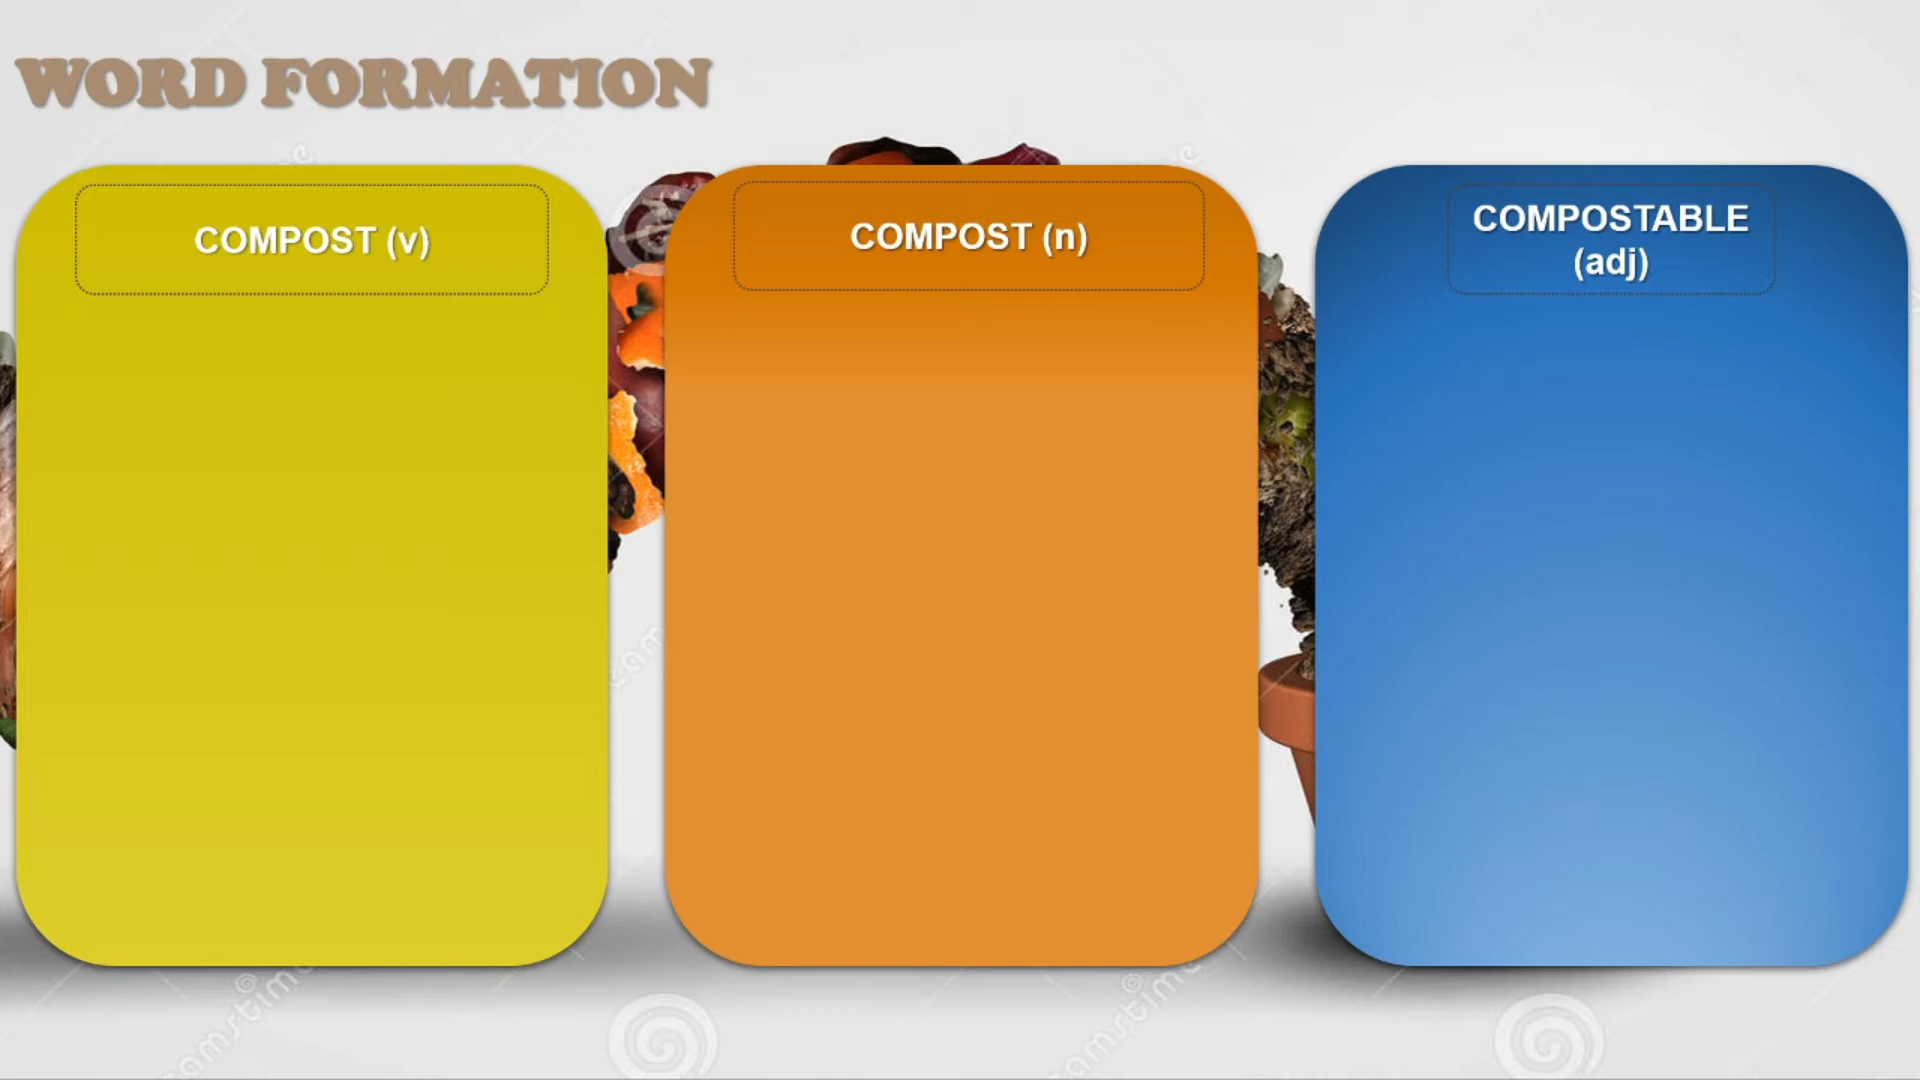 WORD FORMATION
COMPOST (v)
COMPOST (n)
COMPOSTABLE
(adj)